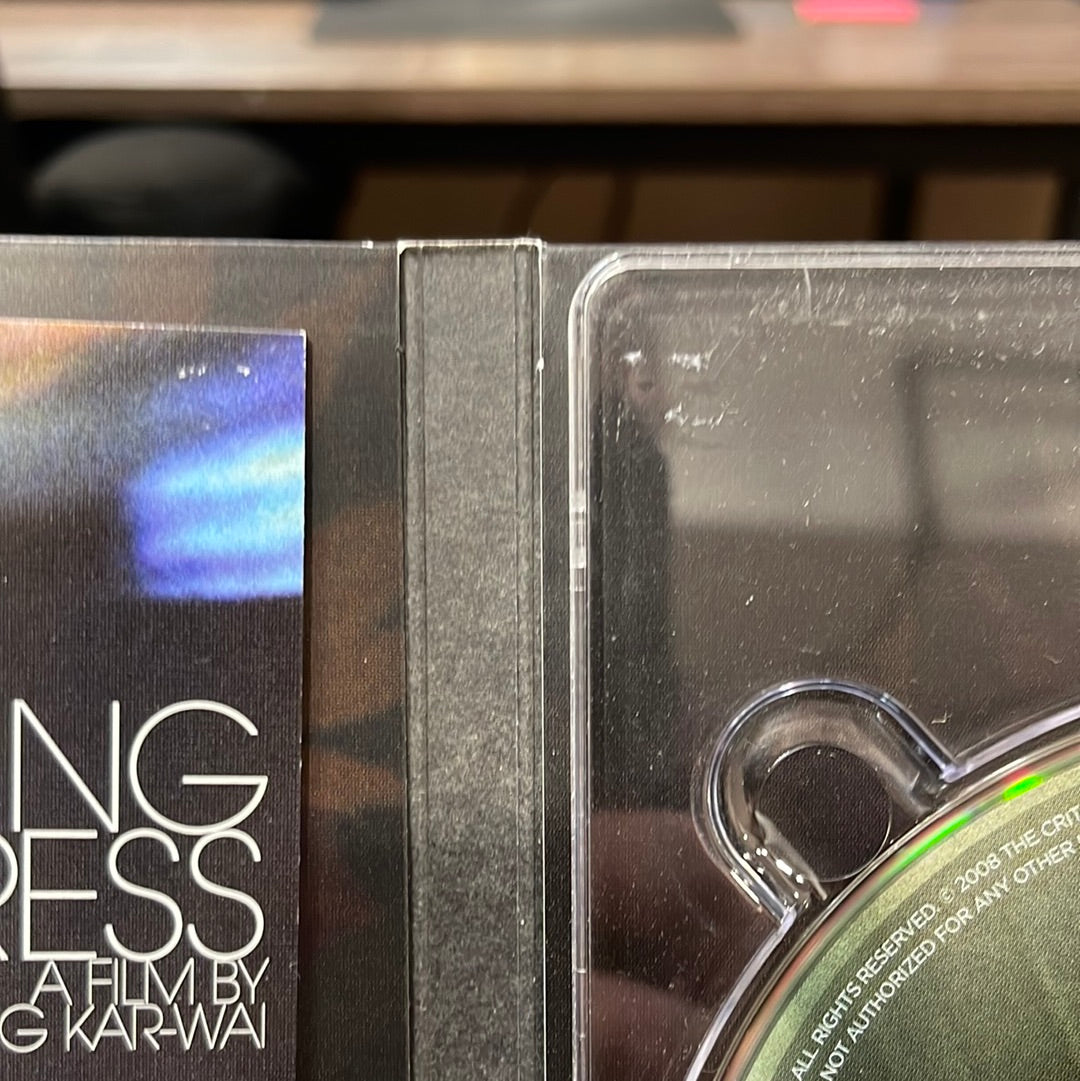 NG
RESS
A FILM BY
G KAR-WAI
ALL RIGHTS RESERVED. © 2008 THE CRIT
NOT AUTHORIZED FOR ANY OTHER